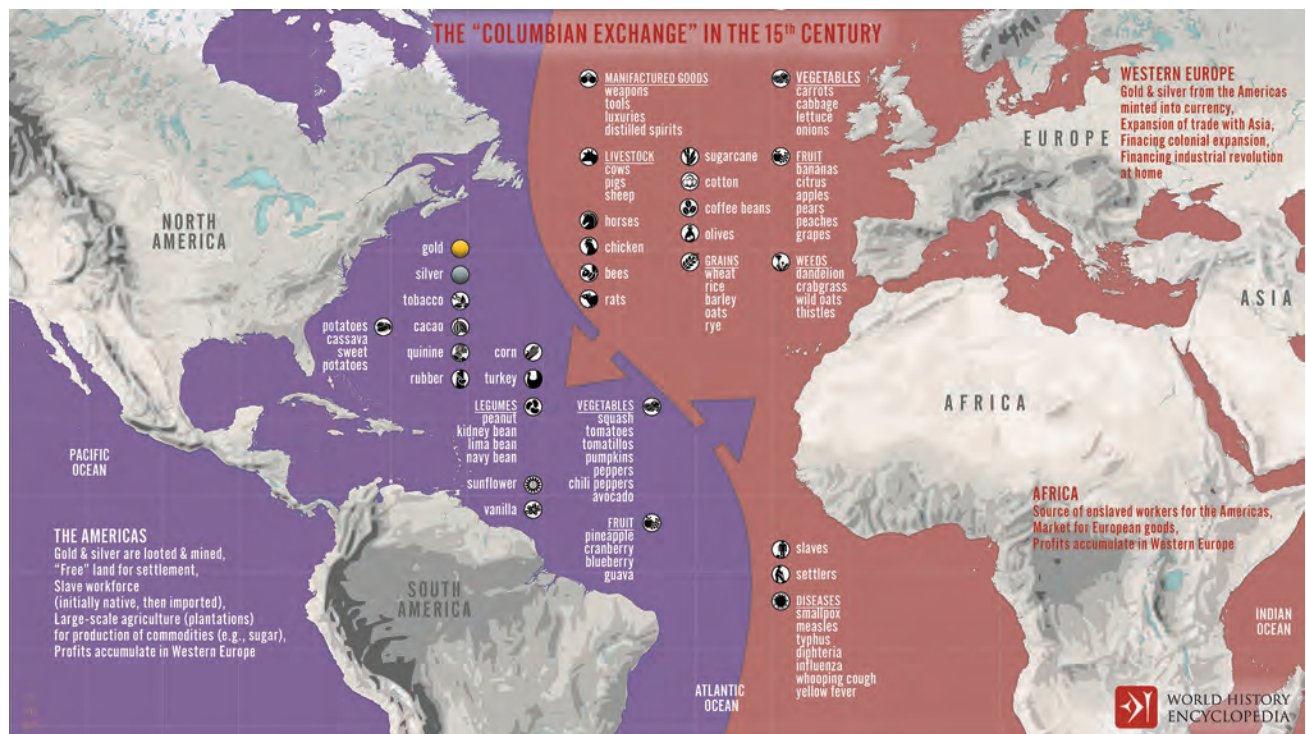 THE "COLUMBIAN EXCHANGE" IN THE 15th CENTURY
MANIFACTURED GOODS
weapons
tools
luxuries
distilled spirits
LIVESTOCK
cows
pigs
sheep
horses
chicken
bees
rats
sugarcane
cotton
coffee beans
olives
GRAINS
wheat
rice
barley
oats
rye
VEGETABLES
carrots
cabbage
lettuce
onions
FRUIT
bananas
citrus
apples
pears
peaches
grapes
WEEDS
dandelion
crabgrass
wild oats
thistles
WESTERN EUROPE
Gold & silver from the Americas
minted into currency,
Expansion of trade with Asia,
Finacing colonial expansion,
Financing industrial revolution
at home
EUROPE
ASIA
NORTH
AMERICA
gold
silver
tobacco
cacao
quinine
rubber
potatoes
cassava
sweet
potatoes
corn
turkey
LEGUMES
peanut
kidney bean
lima bean
navy bean
sunflower
vanilla
VEGETABLES
squash
tomatoes
tomatillos
pumpkins
peppers
chili peppers
avocado
FRUIT
pineapple
cranberry
blueberry
guava
AFRICA
AFRICA
Source of enslaved workers for the Americas,
Market for European goods,
Profits accumulate in Western Europe
slaves
settlers
DISEASES
smallpox
measles
typhus
diphteria
influenza
whooping cough
yellow fever
PACIFIC
OCEAN
THE AMERICAS
Gold & silver are looted & mined,
"Free" land for settlement,
Slave workforce
(initially native, then imported),
Large-scale agriculture (plantations)
for production of commodities (e.g., sugar),
Profits accumulate in Western Europe
SOUTH
AMERICA
ATLANTIC
OCEAN
INDIAN
OCEAN
WORLD HISTORY
ENCYCLOPEDIA